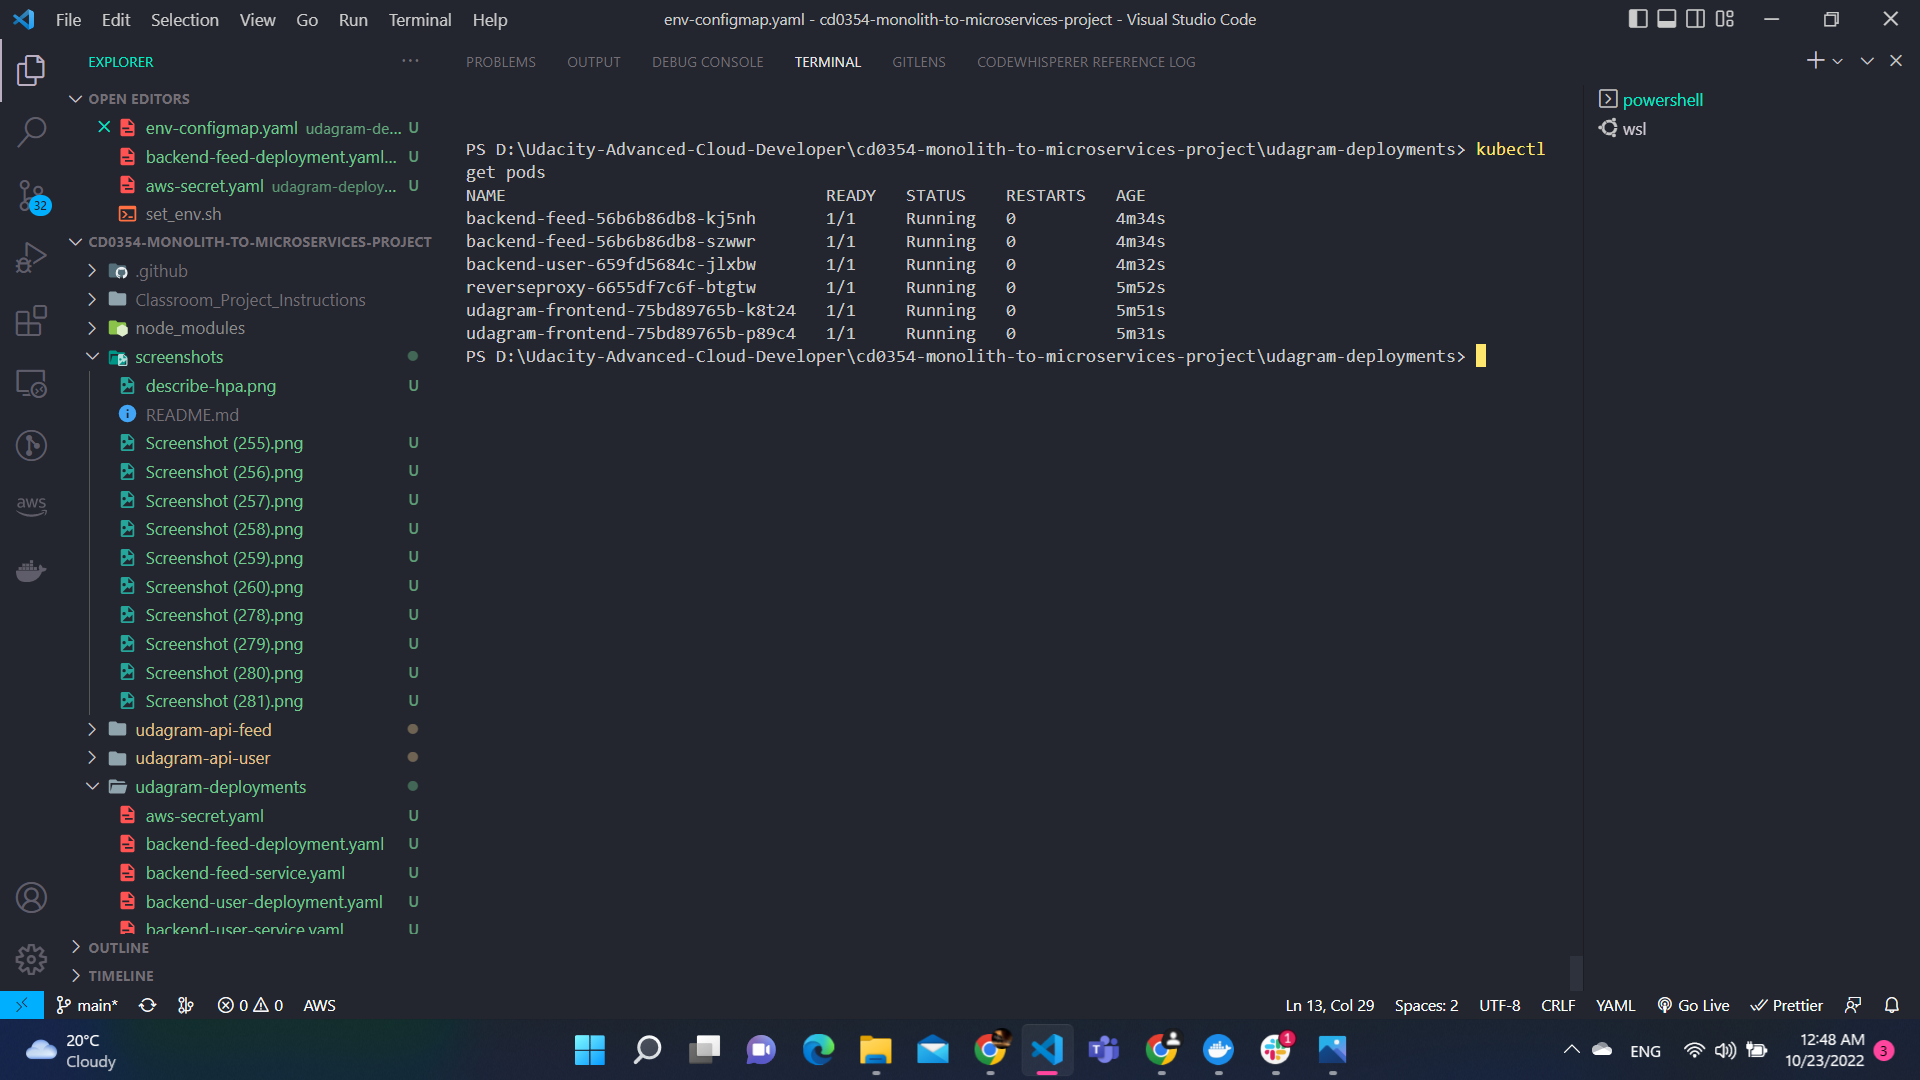 File Edit Selection View Go Run Terminal Help env-configmap.yaml - cd0354-monolith-to-microservices-project - Visual Studio Code
EXPLORER
OPEN EDITORS
env-configmap.yaml udagram-de... U
backend-feed-deployment.yaml... U
aws-secret.yaml udagram-deploy... U
set_env.sh
CD0354-MONOLITH-TO-MICROSERVICES-PROJECT
.github
Classroom_Project_Instructions
node_modules
screenshots
describe-hpa.png U
README.md
Screenshot (255).png U
Screenshot (256).png U
Screenshot (257).png U
Screenshot (258).png U
Screenshot (259).png U
Screenshot (260).png U
Screenshot (278).png U
Screenshot (279).png U
Screenshot (280).png U
Screenshot (281).png U
udagram-api-feed
udagram-api-user
udagram-deployments
aws-secret.yaml U
backend-feed-deployment.yaml U
backend-feed-service.yaml U
backend-user-deployment.yaml U
backend-user-service.yaml U
OUTLINE
TIMELINE
32
aws
PROBLEMS OUTPUT DEBUG CONSOLE TERMINAL GITLENS CODEWHISPERER REFERENCE LOG
PS D:\Udacity-Advanced-Cloud-Developer\cd0354-monolith-to-microservices-project\udagram-deployments> kubectl
get pods
NAME READY STATUS RESTARTS AGE
backend-feed-56b6b86db8-kj5nh 1/1 Running 0 4m34s
backend-feed-56b6b86db8-szwwr 1/1 Running 0 4m34s
backend-user-659fd5684c-jlxbw 1/1 Running 0 4m32s
reverseproxy-6655df7c6f-btgtw 1/1 Running 0 5m52s
udagram-frontend-75bd89765b-k8t24 1/1 Running 0 5m51s
udagram-frontend-75bd89765b-p89c4 1/1 Running 0 5m31s
PS D:\Udacity-Advanced-Cloud-Developer\cd0354-monolith-to-microservices-project\udagram-deployments>
powershell
wsl
main* 0 0 AWS Ln 13, Col 29 Spaces: 2 UTF-8 CRLF YAML Go Live Prettier
20°C
Cloudy
1
ENG
12:48 AM
10/23/2022
3